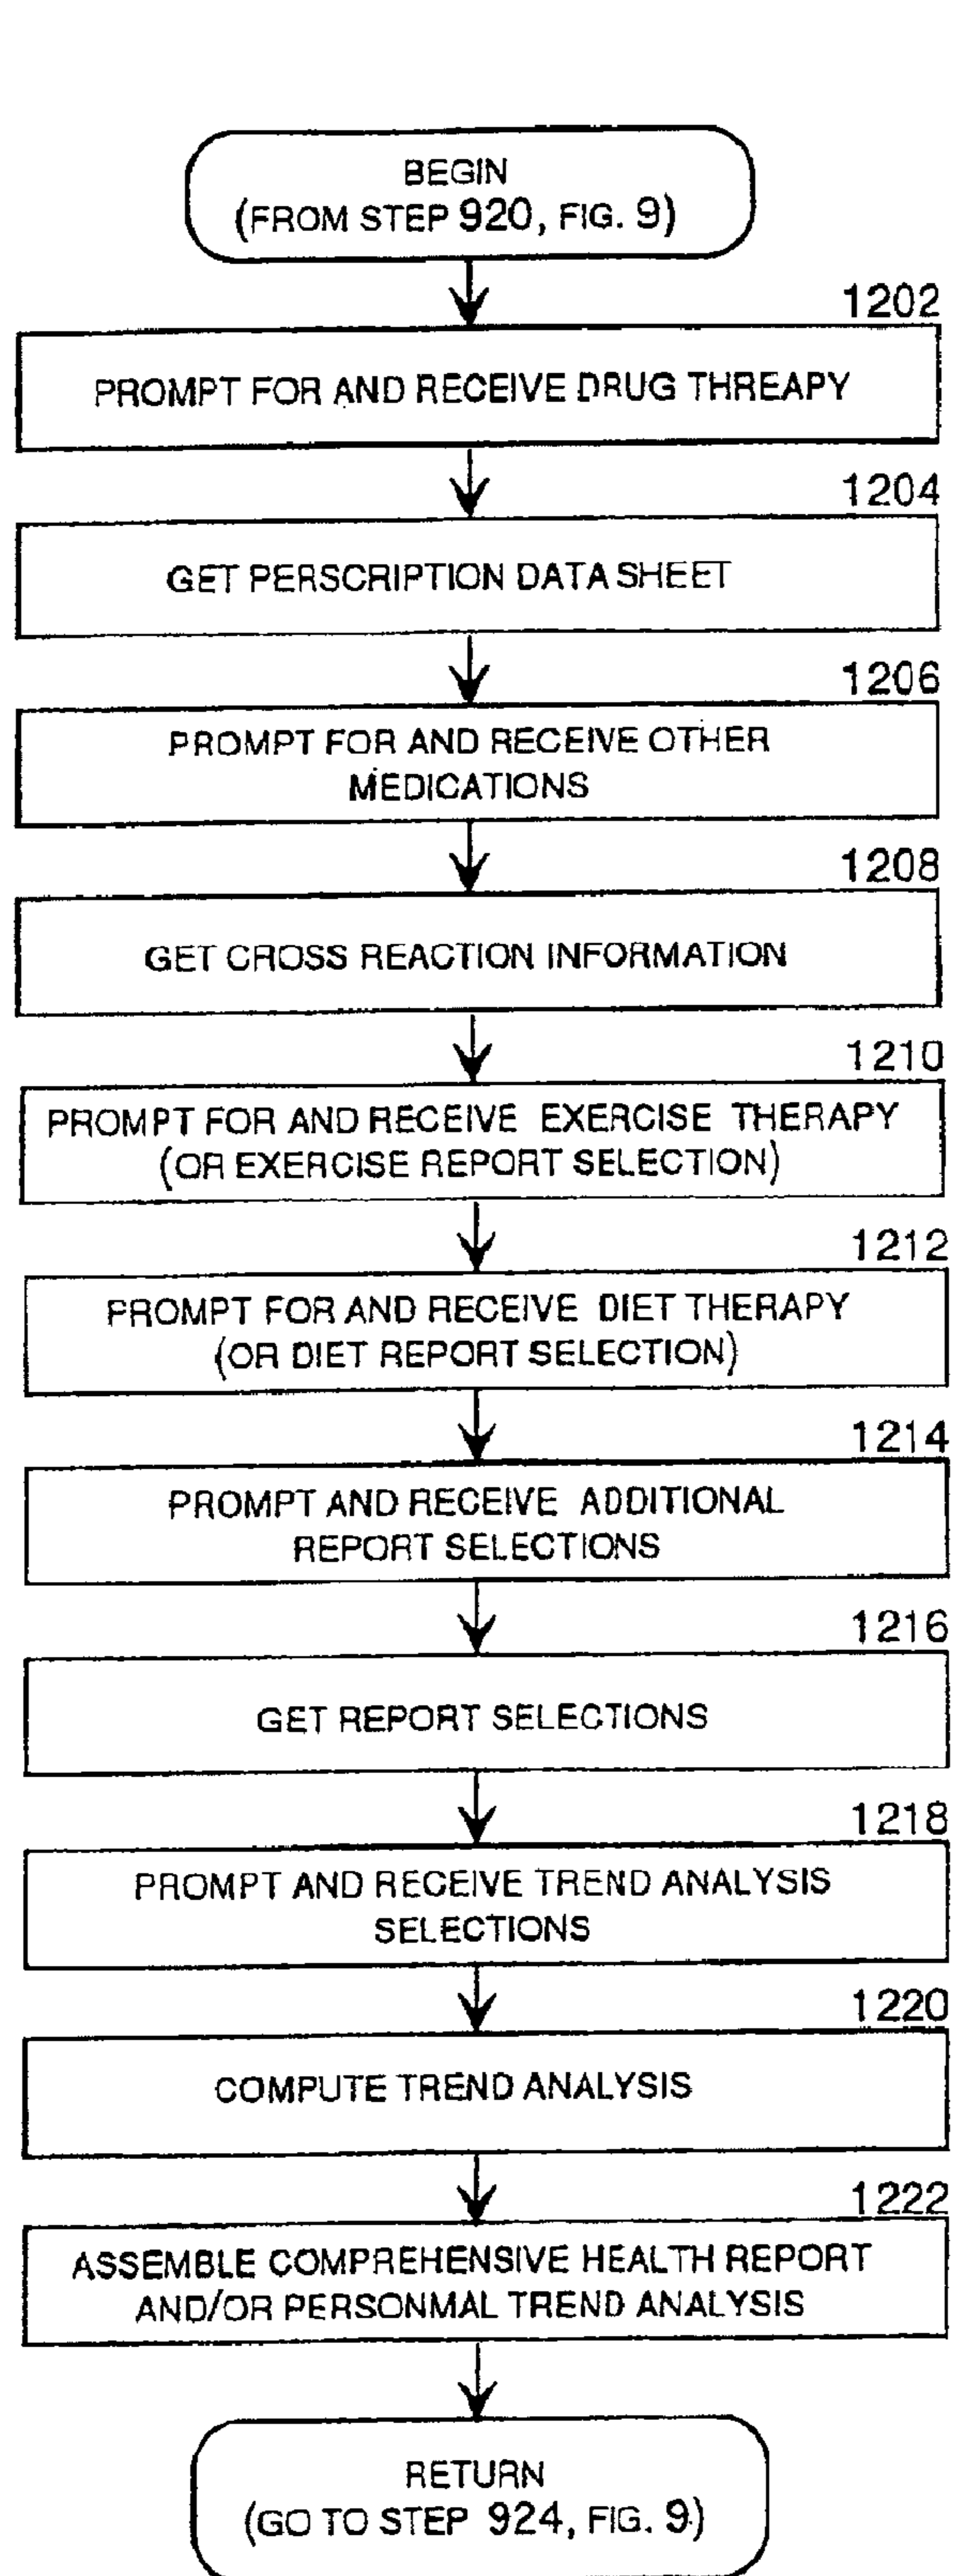 BEGIN
(FROM STEP 920, FIG. 9)
1202
PROMPT FOR AND RECEIVE DRUG THREAPY
1204
GET PERSCRIPTION DATA SHEET
1206
PROMPT FOR AND RECEIVE OTHER
MEDICATIONS
1208
GET CROSS REACTION INFORMATION
1210
PROMPT FOR AND RECEIVE EXERCISE THERAPY
(OR EXERCISE REPORT SELECTION)
1212
PROMPT FOR AND RECEIVE DIET THERAPY
(OR DIET REPORT SELECTION)
1214
PROMPT AND RECEIVE ADDITIONAL
REPORT SELECTIONS
1216
GET REPORT SELECTIONS
1218
PROMPT AND RECEIVE TREND ANALYSIS
SELECTIONS
1220
COMPUTE TREND ANALYSIS
1222
ASSEMBLE COMPREHENSIVE HEALTH REPORT
AND/OR PERSONMAL TREND ANALYSIS
RETURN
(GO TO STEP 924, FIG. 9)